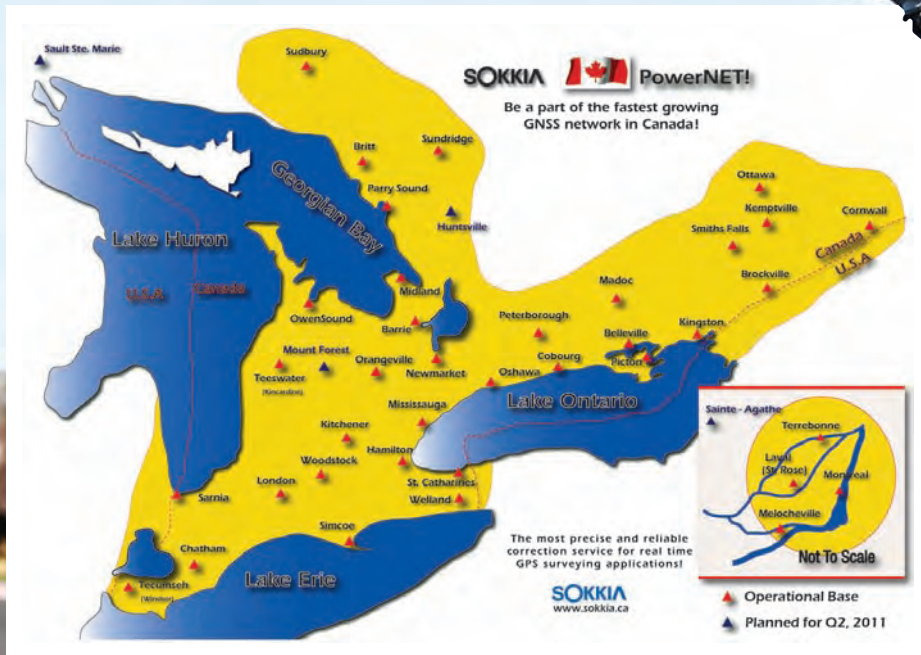 Sault Ste. Marie
Sudbury
SOKKIA PowerNET!
Be a part of the fastest growing
GNSS network in Canada!
Sundridge
Britt
Parry Sound
Huntsville
Georgian Bay
Lake Huron
U.S.A
Canada
Ottawa
Kemptville
Smiths Falls
Cornwall
Canada
U.S.A
Brockville
Midland
OwenSound
Barrie
Madoc
Peterborough
Belleville
Kingston
Mount Forest
Orangeville
Newmarket
Teeswater
(Kincardine)
Cobourg
Picton
Oshawa
Lake Ontario
Mississauga
Kitchener
Hamilton
Woodstock
London
St. Catharines
Welland
Sarnia
Simcoe
Chatham
Lake Erie
Tecumseh
(Windsor)
Sainte - Agathe
Terrebonne
Laval
(St. Rose)
Montreal
Melocheville
Not To Scale
The most precise and reliable
correction service for real time
GPS surveying applications!
SOKKIA
www.sokkia.ca
Operational Base
Planned for Q2, 2011